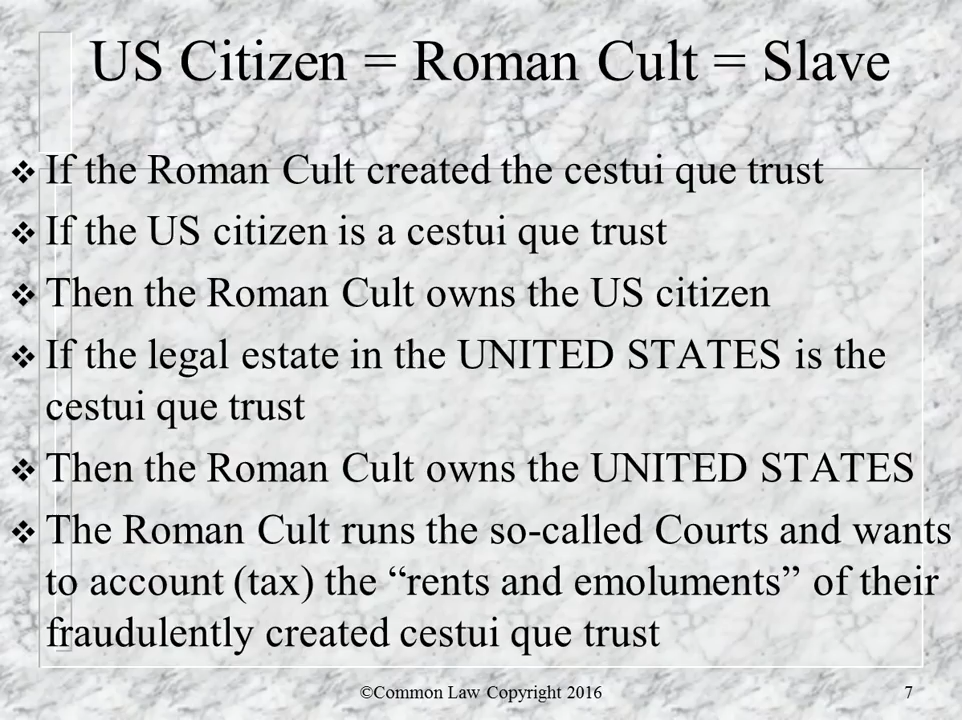 US Citizen = Roman Cult = Slave
❖ If the Roman Cult created the cestui que trust
❖ If the US citizen is a cestui que trust
❖ Then the Roman Cult owns the US citizen
❖ If the legal estate in the UNITED STATES is the
cestui que trust
❖ Then the Roman Cult owns the UNITED STATES
❖ The Roman Cult runs the so-called Courts and wants
to account (tax) the “rents and emoluments” of their
fraudulently created cestui que trust
©Common Law Copyright 2016
7